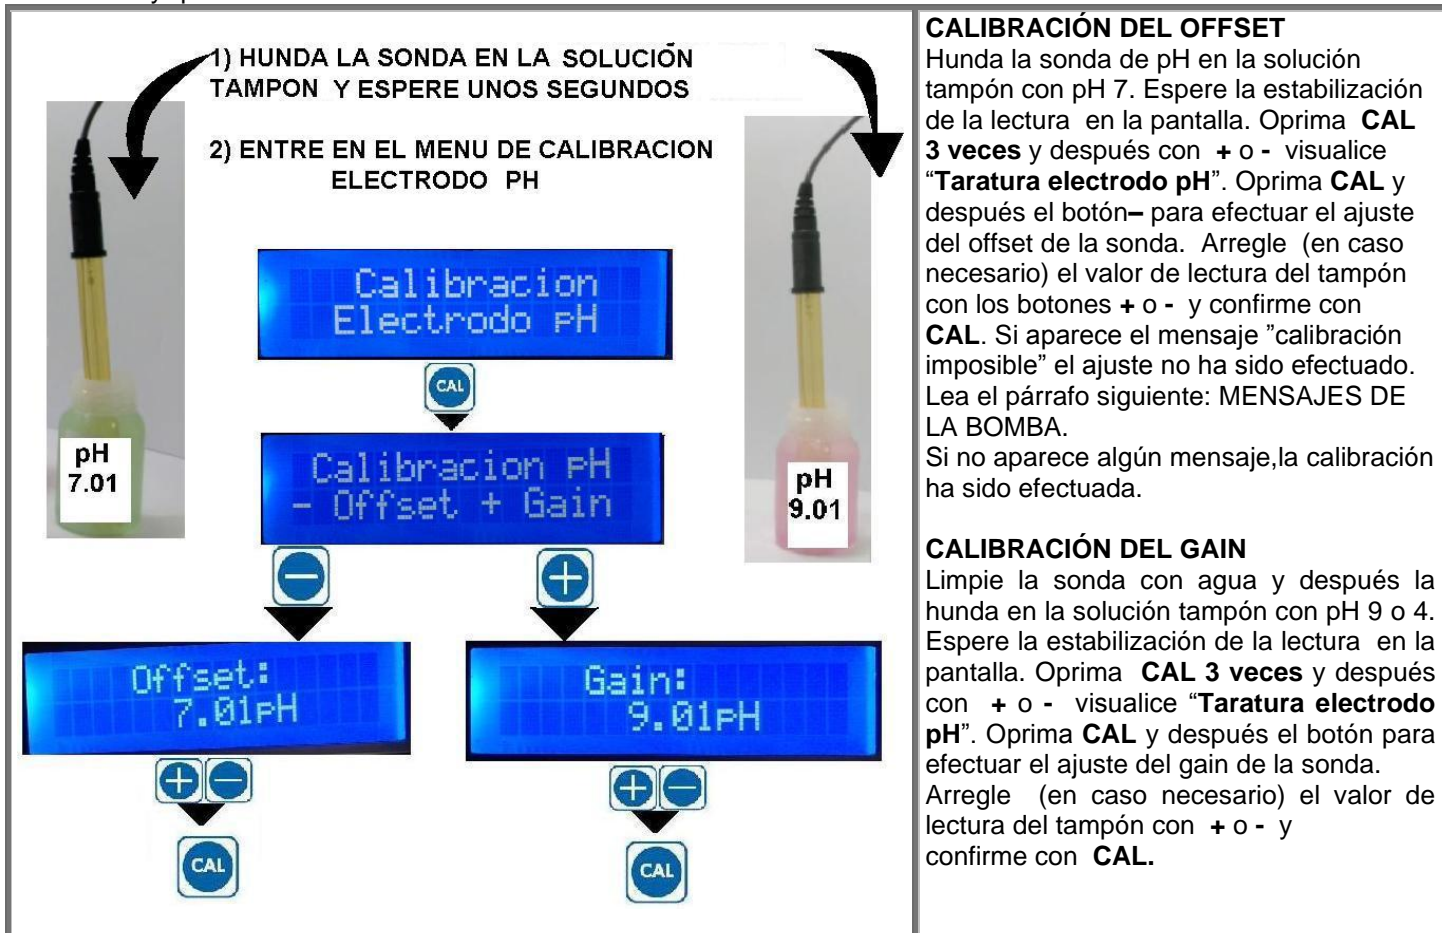 1) HUNDA LA SONDA EN LA SOLUCIÓN
TAMPON Y ESPERE UNOS SEGUNDOS
2) ENTRE EN EL MENU DE CALIBRACION
ELECTRODO PH
pH
7.01
pH
9.01
Calibracion
Electrodo pH
CAL
Calibracion pH
- Offset + Gain
Offset:
7.01pH
Gain:
9.01pH
CAL
CAL
CALIBRACIÓN DEL OFFSET
Hunda la sonda de pH en la solución
tampón con pH 7. Espere la estabilización
de la lectura en la pantalla. Oprima CAL
3 veces y después con + o - visualice
“Taratura electrodo pH”. Oprima CAL y
después el botón– para efectuar el ajuste
del offset de la sonda. Arregle (en caso
necesario) el valor de lectura del tampón
con los botones + o - y confirme con
CAL. Si aparece el mensaje ”calibración
imposible” el ajuste no ha sido efectuado.
Lea el párrafo siguiente: MENSAJES DE
LA BOMBA.
Si no aparece algún mensaje,la calibración
ha sido efectuada.
CALIBRACIÓN DEL GAIN
Limpie la sonda con agua y después la
hunda en la solución tampón con pH 9 o 4.
Espere la estabilización de la lectura en la
pantalla. Oprima CAL 3 veces y después
con + o - visualice “Taratura electrodo
pH”. Oprima CAL y después el botón para
efectuar el ajuste del gain de la sonda.
Arregle (en caso necesario) el valor de
lectura del tampón con + o - y
confirme con CAL.